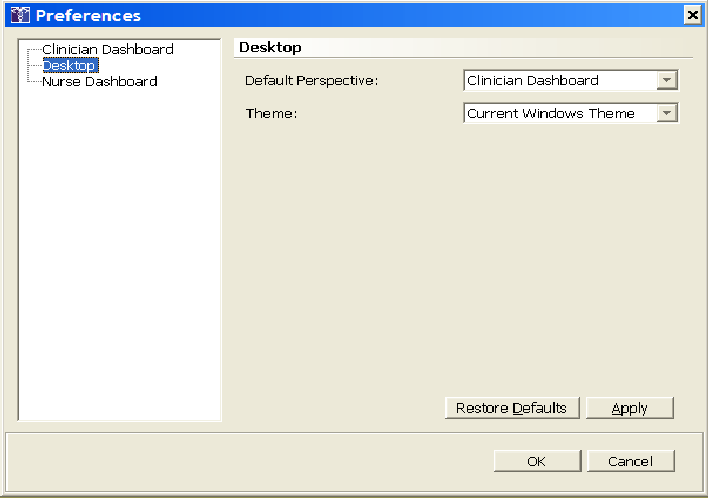 Preferences
Clinician Dashboard
Desktop
Nurse Dashboard
Desktop
Default Perspective: Clinician Dashboard
Theme: Current Windows Theme
Restore Defaults Apply
OK Cancel